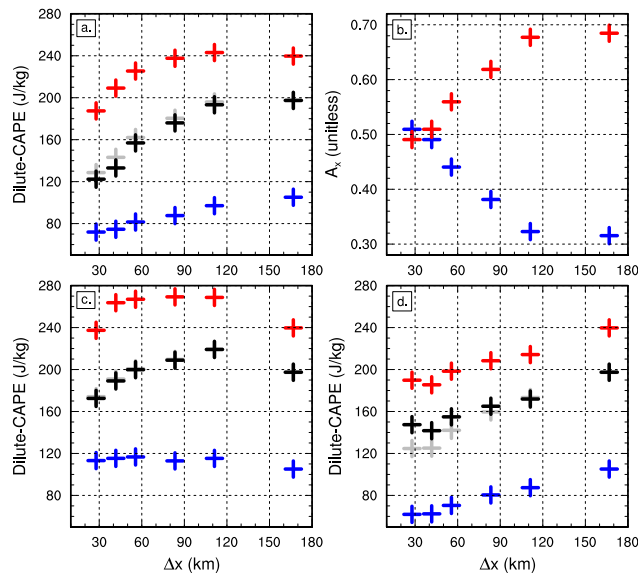 a.
280
240
200
160
120
80
Dilute-CAPE (J/kg)
30 60 90 120 150 180
b.
0.70
0.60
0.50
0.40
0.30
Aₓ (unitless)
30 60 90 120 150 180
c.
280
240
200
160
120
80
Dilute-CAPE (J/kg)
30 60 90 120 150 180
Δx (km)
d.
280
240
200
160
120
80
Dilute-CAPE (J/kg)
30 60 90 120 150 180
Δx (km)